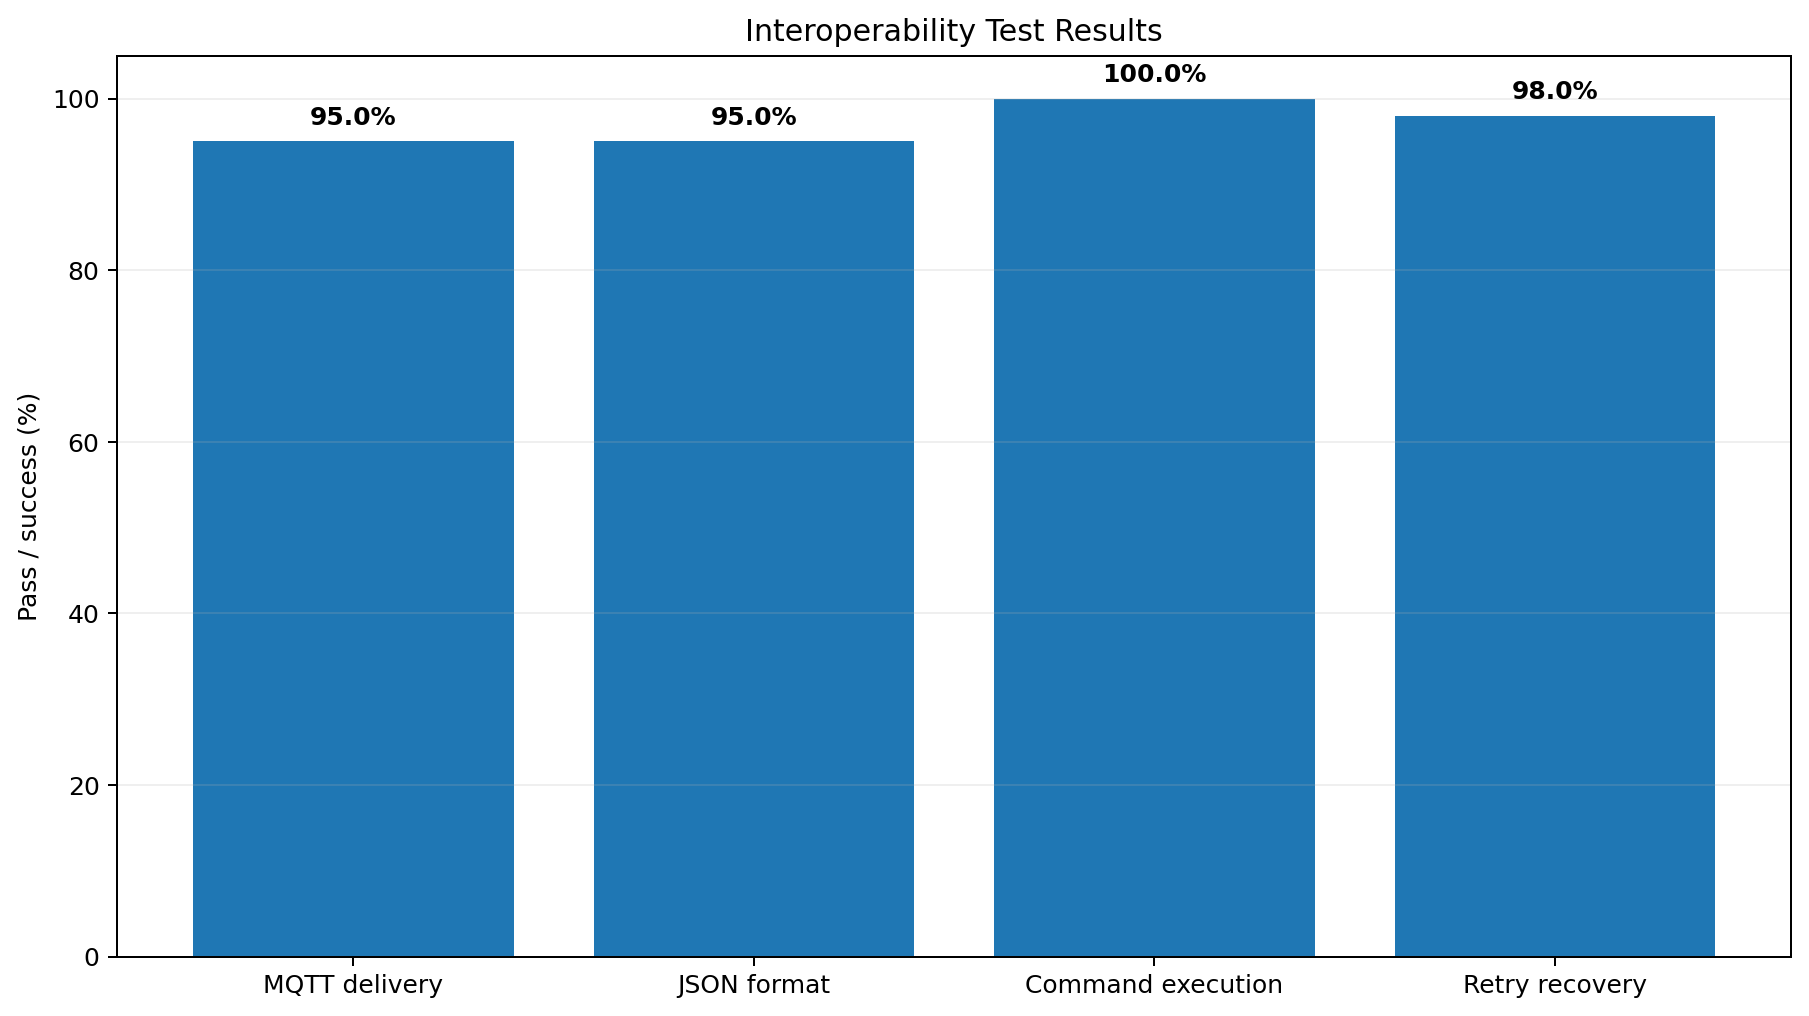 Interoperability Test Results
95.0%
95.0%
100.0%
98.0%
Pass / success (%)
100
80
60
40
20
0
MQTT delivery
JSON format
Command execution
Retry recovery